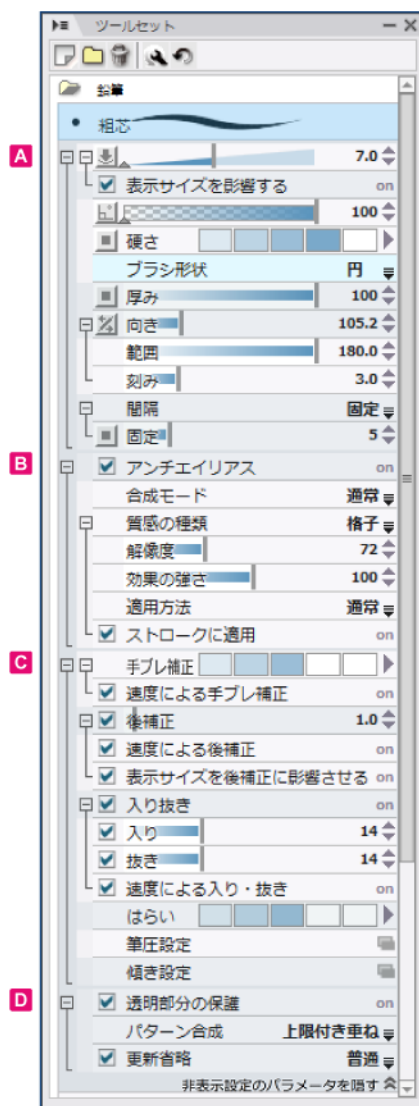 ツールセット
鉛筆
粗芯
A 7.0
表示サイズを影響する on
100
硬さ
ブラシ形状 円
厚み 100
向き 105.2
範囲 180.0
刻み 3.0
間隔 固定
固定 5
B アンチエイリアス on
合成モード 通常
質感の種類 格子
解像度 72
効果の強さ 100
適用方法 通常
ストロークに適用 on
C 手ブレ補正
速度による手ブレ補正 on
後補正 1.0
速度による後補正 on
表示サイズを後補正に影響させる on
入り抜き on
入り 14
抜き 14
速度による入り・抜き on
はらい
筆圧設定
傾き設定
D 透明部分の保護 on
パターン合成 上限付き重ね
更新省略 普通
非表示設定のパラメータを隠す